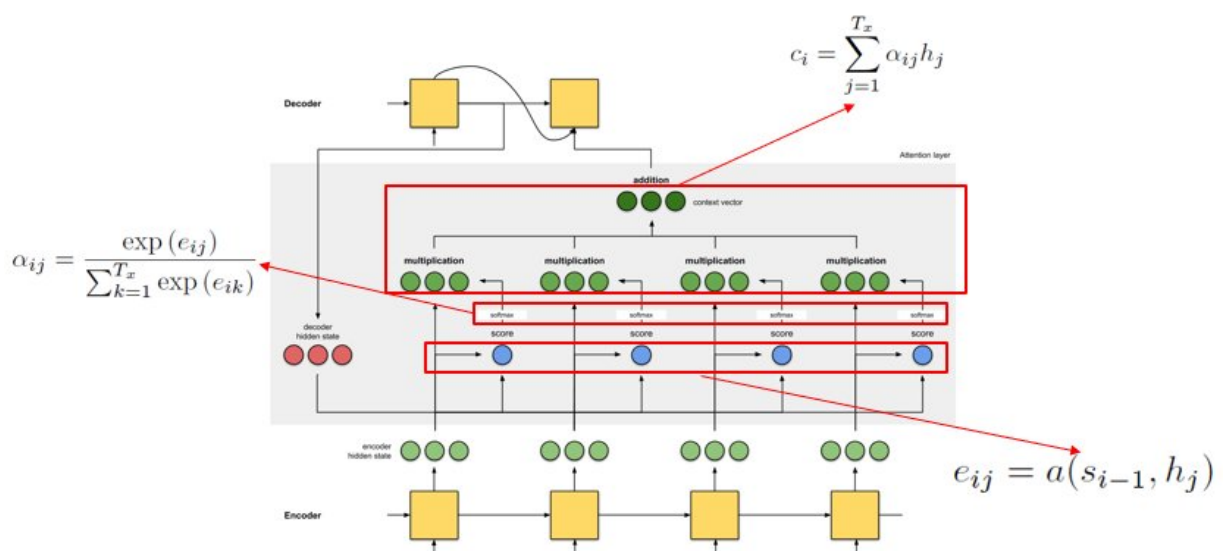 c_i = \sum_{j=1}^{T_x} \alpha_{ij} h_j
Decoder
Attention layer
addition
context vector
\alpha_{ij} = \frac{\exp(e_{ij})}{\sum_{k=1}^{T_x} \exp(e_{ik})}
multiplication multiplication multiplication multiplication
softmax softmax softmax softmax
decoder
hidden state
score score score score
encoder
hidden state
e_{ij} = a(s_{i-1}, h_j)
Encoder